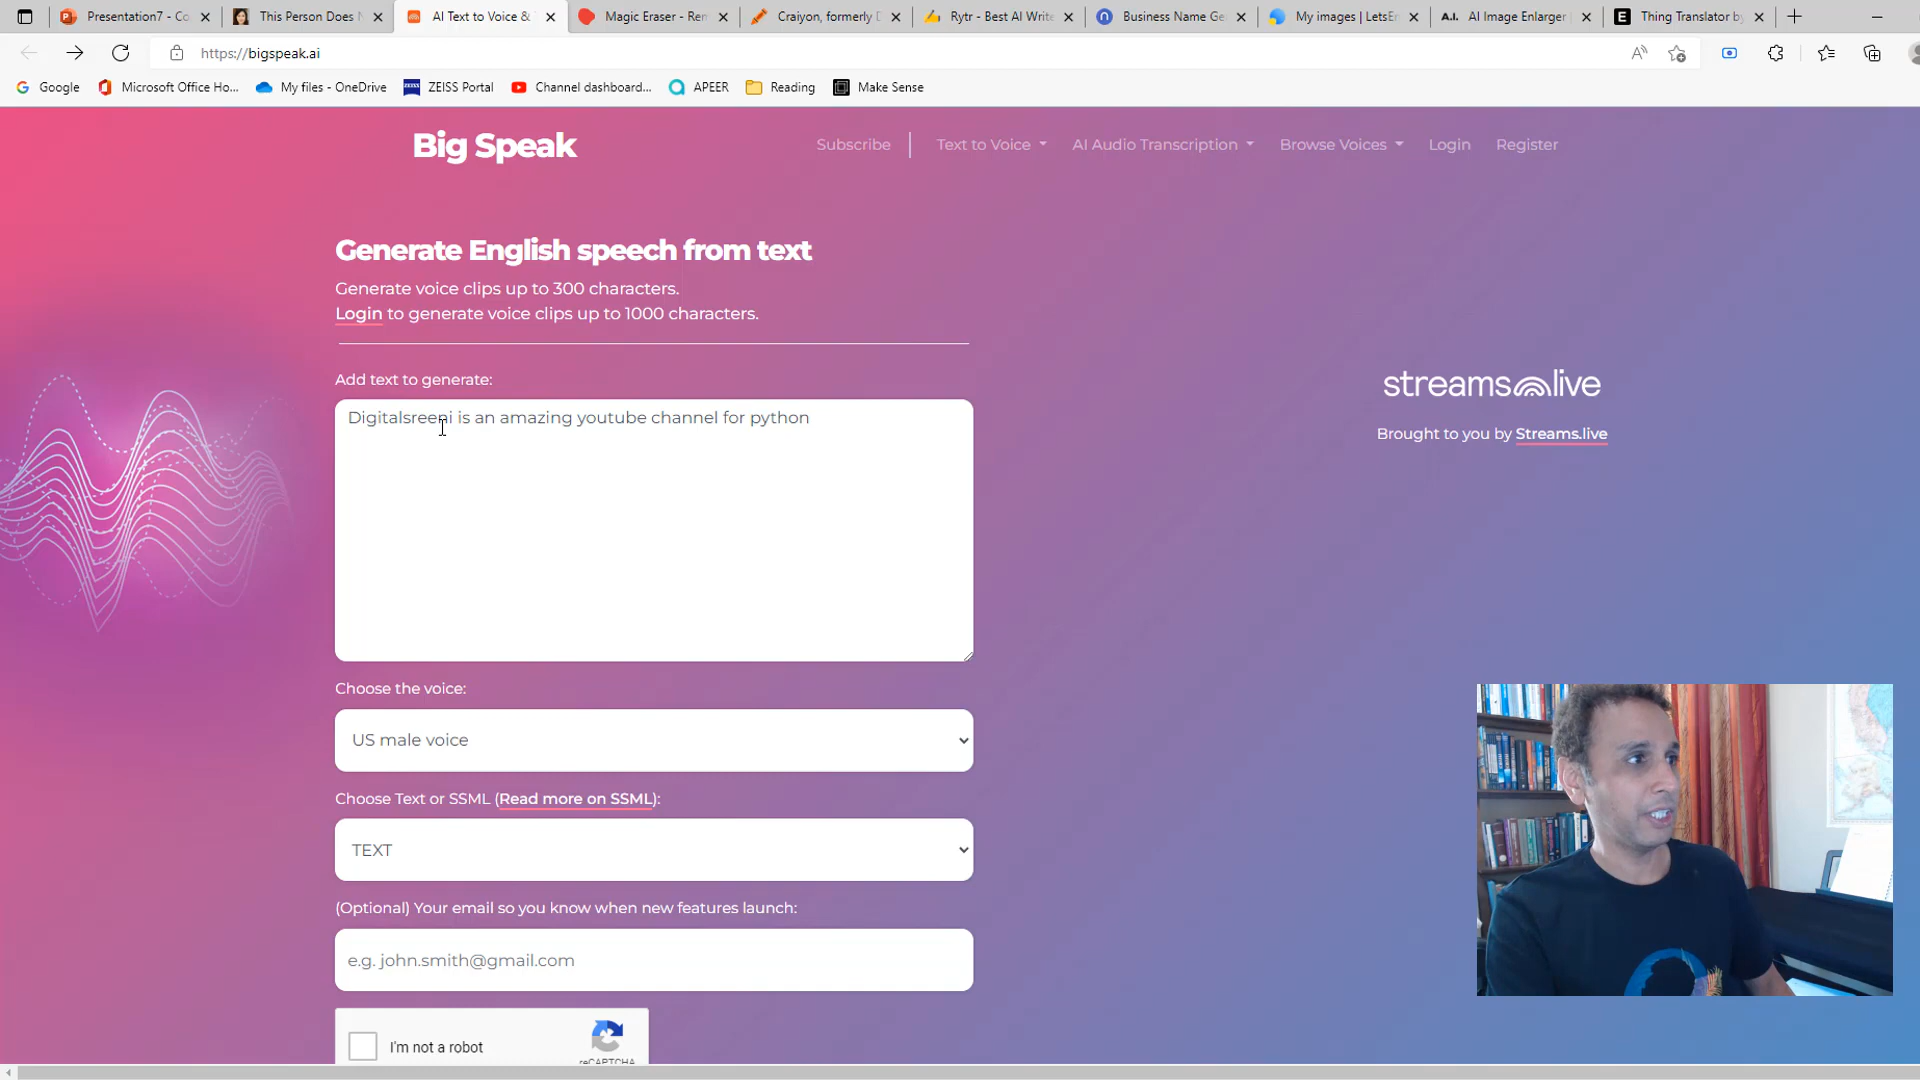 Presentation7 - Co
This Person Does N
AI Text to Voice &
Magic Eraser - Ren
Craiyon, formerly D
Rytr - Best AI Write
Business Name Ge
My images | LetsEn
A.I.
AI Image Enlarger |
E
Thing Translator by
https://bigspeak.ai
Google
Microsoft Office Ho...
My files - OneDrive
ZEISS Portal
Channel dashboard...
APEER
Reading
Make Sense
Big Speak
Subscribe
Text to Voice
AI Audio Transcription
Browse Voices
Login
Register
Generate English speech from text
Generate voice clips up to 300 characters.
Login to generate voice clips up to 1000 characters.
Add text to generate:
Digitalsreeni is an amazing youtube channel for python
streams live
Brought to you by Streams.live
Choose the voice:
US male voice
Choose Text or SSML (Read more on SSML):
TEXT
(Optional) Your email so you know when new features launch:
e.g. john.smith@gmail.com
I'm not a robot
reCAPTCHA